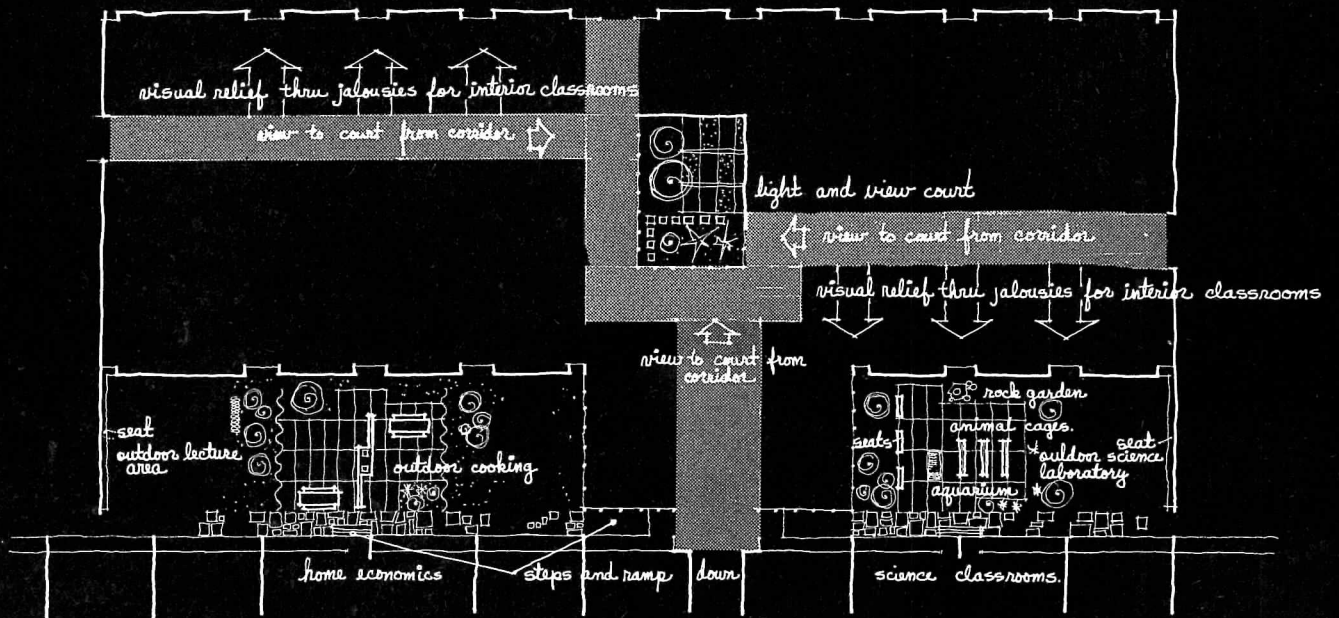 visual relief thru jalousies for interior classrooms
view to court from corridor
light and view court
view to court from corridor
visual relief thru jalousies for interior classrooms
view to court from
corridor
rock garden
animal cages.
seat
outdoor lecture
area
outdoor cooking
seats
seat
outdoor science
laboratory
aquarium
home economics
steps and ramp
down
science classrooms.